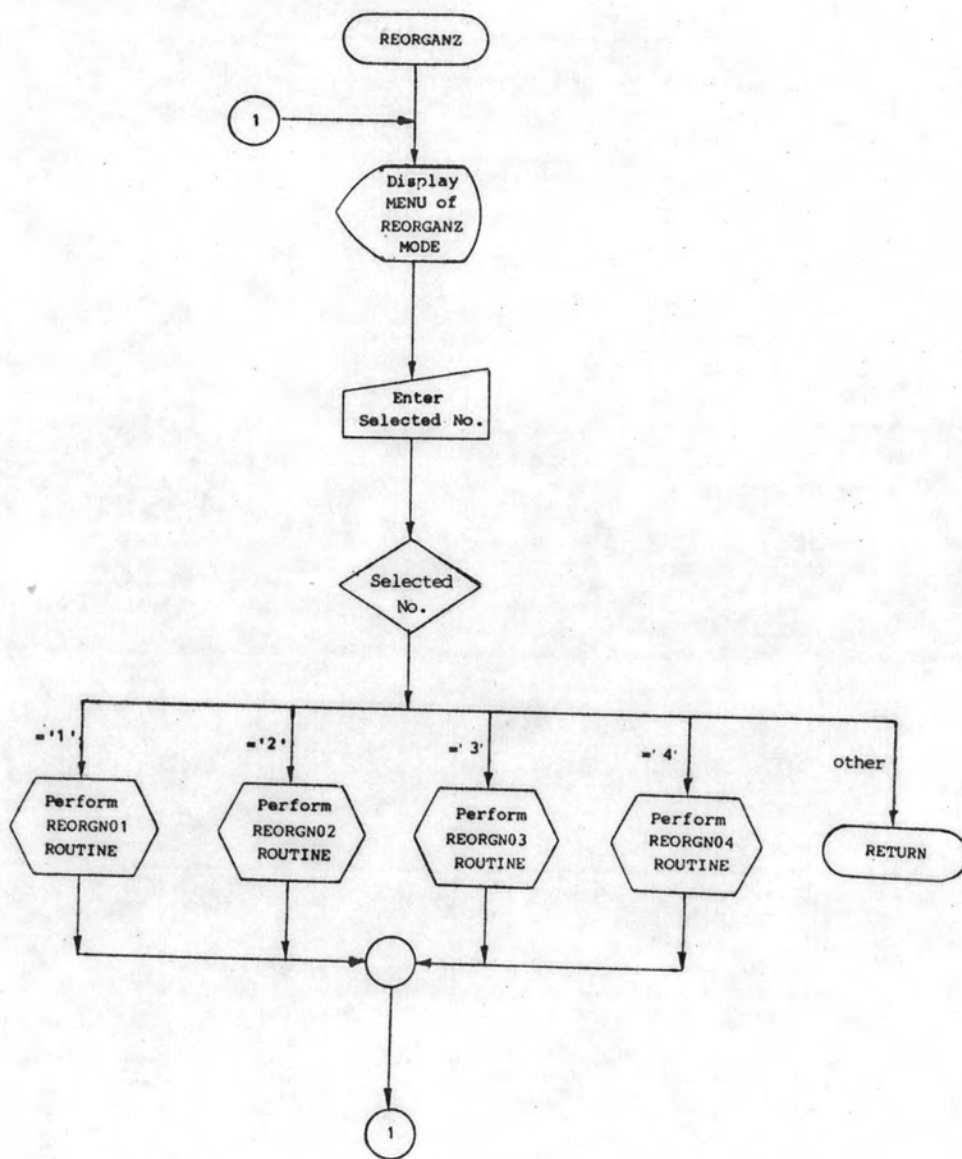 REORGANZ
1
Display
MENU of
REORGANZ
MODE
Enter
Selected No.
Selected
No.
='1'
='2'
='3'
='4'
other
Perform
REORGN01
ROUTINE
Perform
REORGN02
ROUTINE
Perform
REORGN03
ROUTINE
Perform
REORGN04
ROUTINE
RETURN
1